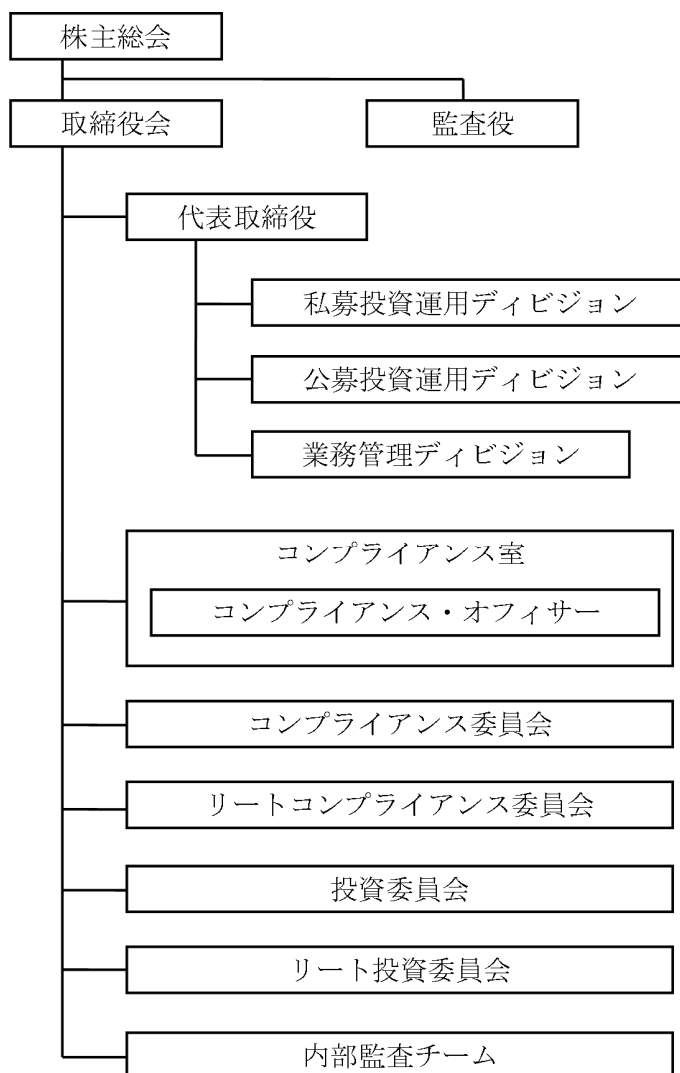 株主総会
取締役会
監査役
代表取締役
私募投資運用ディビジョン
公募投資運用ディビジョン
業務管理ディビジョン
コンプライアンス室
コンプライアンス・オフィサー
コンプライアンス委員会
リートコンプライアンス委員会
投資委員会
リート投資委員会
内部監査チーム